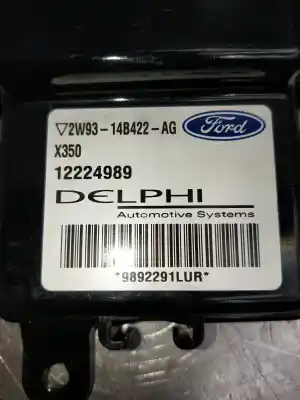 ▽2W93-14B422-AG
Ford
X350
12224989
DELPHI
Automotive Systems
*9892291LUR*